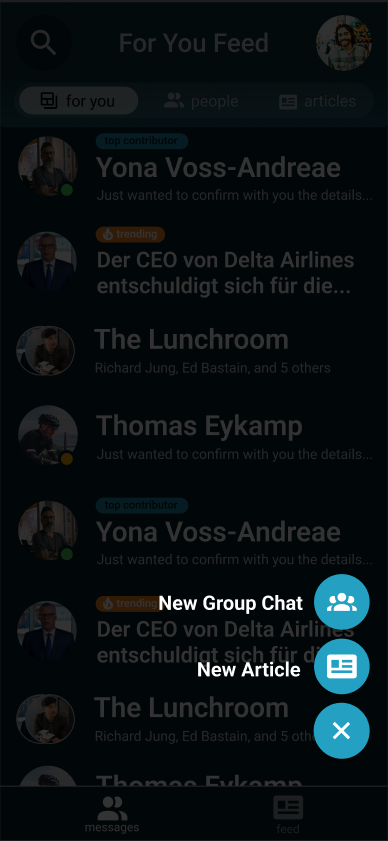 For You Feed
for you
people
articles
top contributor
Yona Voss-Andreae
Just wanted to confirm with you the details...
trending
Der CEO von Delta Airlines
entschuldigt sich für die...
The Lunchroom
Richard Jung, Ed Bastain, and 5 others
Thomas Eykamp
Just wanted to confirm with you the details...
top contributor
Yona Voss-Andreae
Just wanted to confirm with you the details...
trending
New Group Chat
Der CEO von Delta Airlines
entschuldigt sich für di
New Article
The Lunchroom
Richard Jung, Ed Bastain, and 5 oth
Thomas Eykamp
messages
feed